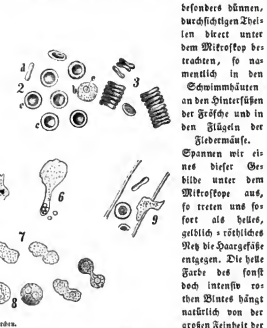 besonders dünnen,
durchsichtigen Thei-
len direct unter
dem Mikroskop be-
trachten, so na-
mentlich in den
Schwimmhäuten
an den Hinterfüßen
der Frösche und in
den Flügeln der
Fledermäuse.
Spannen wir ei-
nes dieser Ge-
bilde unter dem
Mikroskope aus,
so treten uns so-
fort als helles,
gelblich = röthliches
Netz die Haargefäße
entgegen. Die helle
Farbe des sonst
doch intensiv ro-
then Blutes hängt
natürlich von der
großen Feinheit der
d
2
e
b
a
c
c
3
6
7
8
9